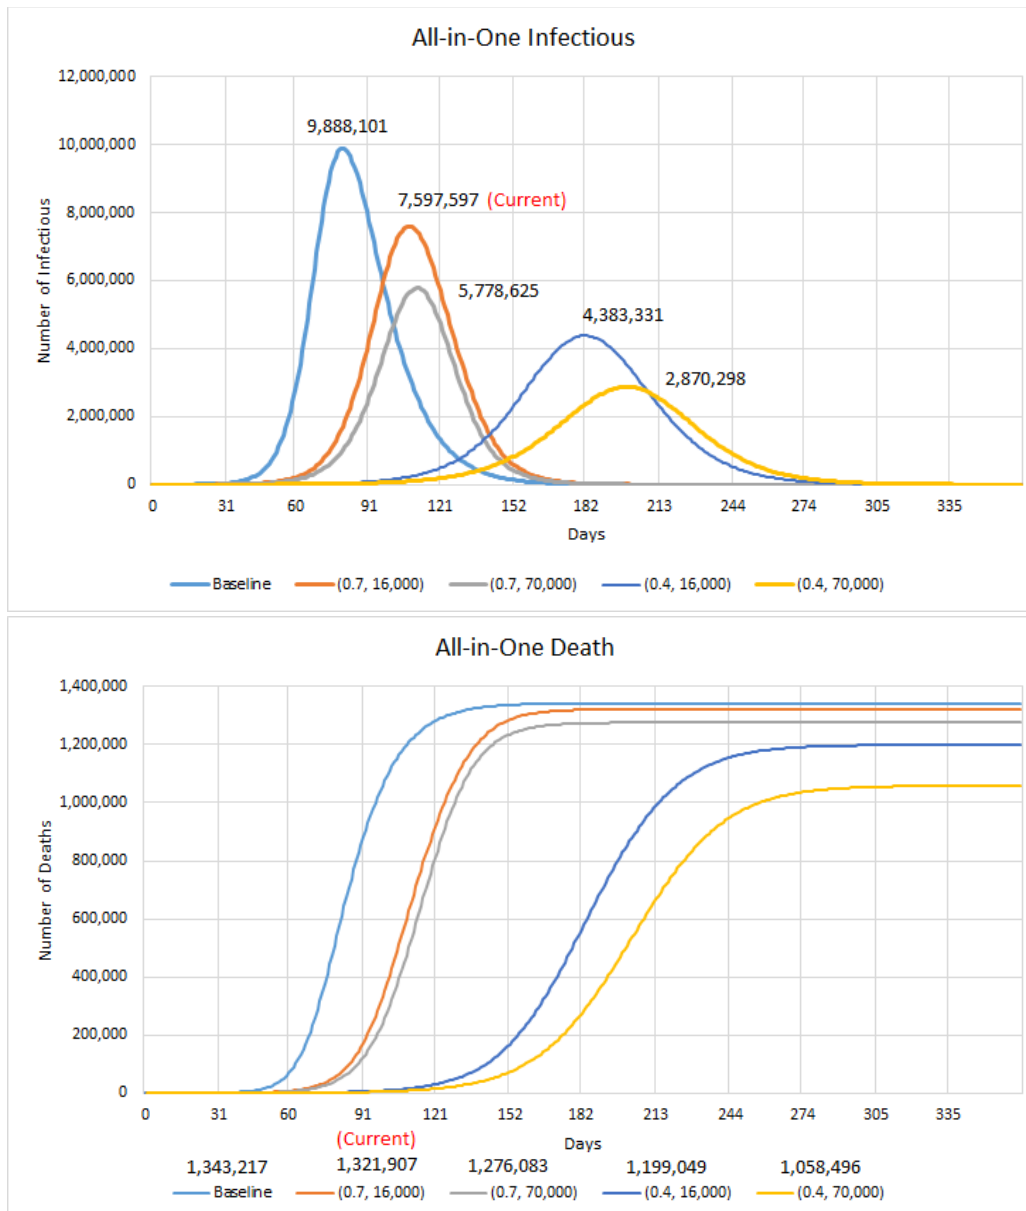 All-in-One Infectious
12,000,000
9,888,101
10,000,000
7,597,597 (Current)
8,000,000
6,000,000
5,778,625
4,383,331
4,000,000
2,870,298
2,000,000
0
Number of Infectious
0 31 60 91 121 152 182 213 244 274 305 335
Days
Baseline (0.7, 16,000) (0.7, 70,000) (0.4, 16,000) (0.4, 70,000)
All-in-One Death
1,400,000
1,200,000
1,000,000
800,000
600,000
400,000
200,000
0
Number of Deaths
0 31 60 91 121 152 182 213 244 274 305 335
(Current) Days
1,343,217 1,321,907 1,276,083 1,199,049 1,058,496
Baseline (0.7, 16,000) (0.7, 70,000) (0.4, 16,000) (0.4, 70,000)